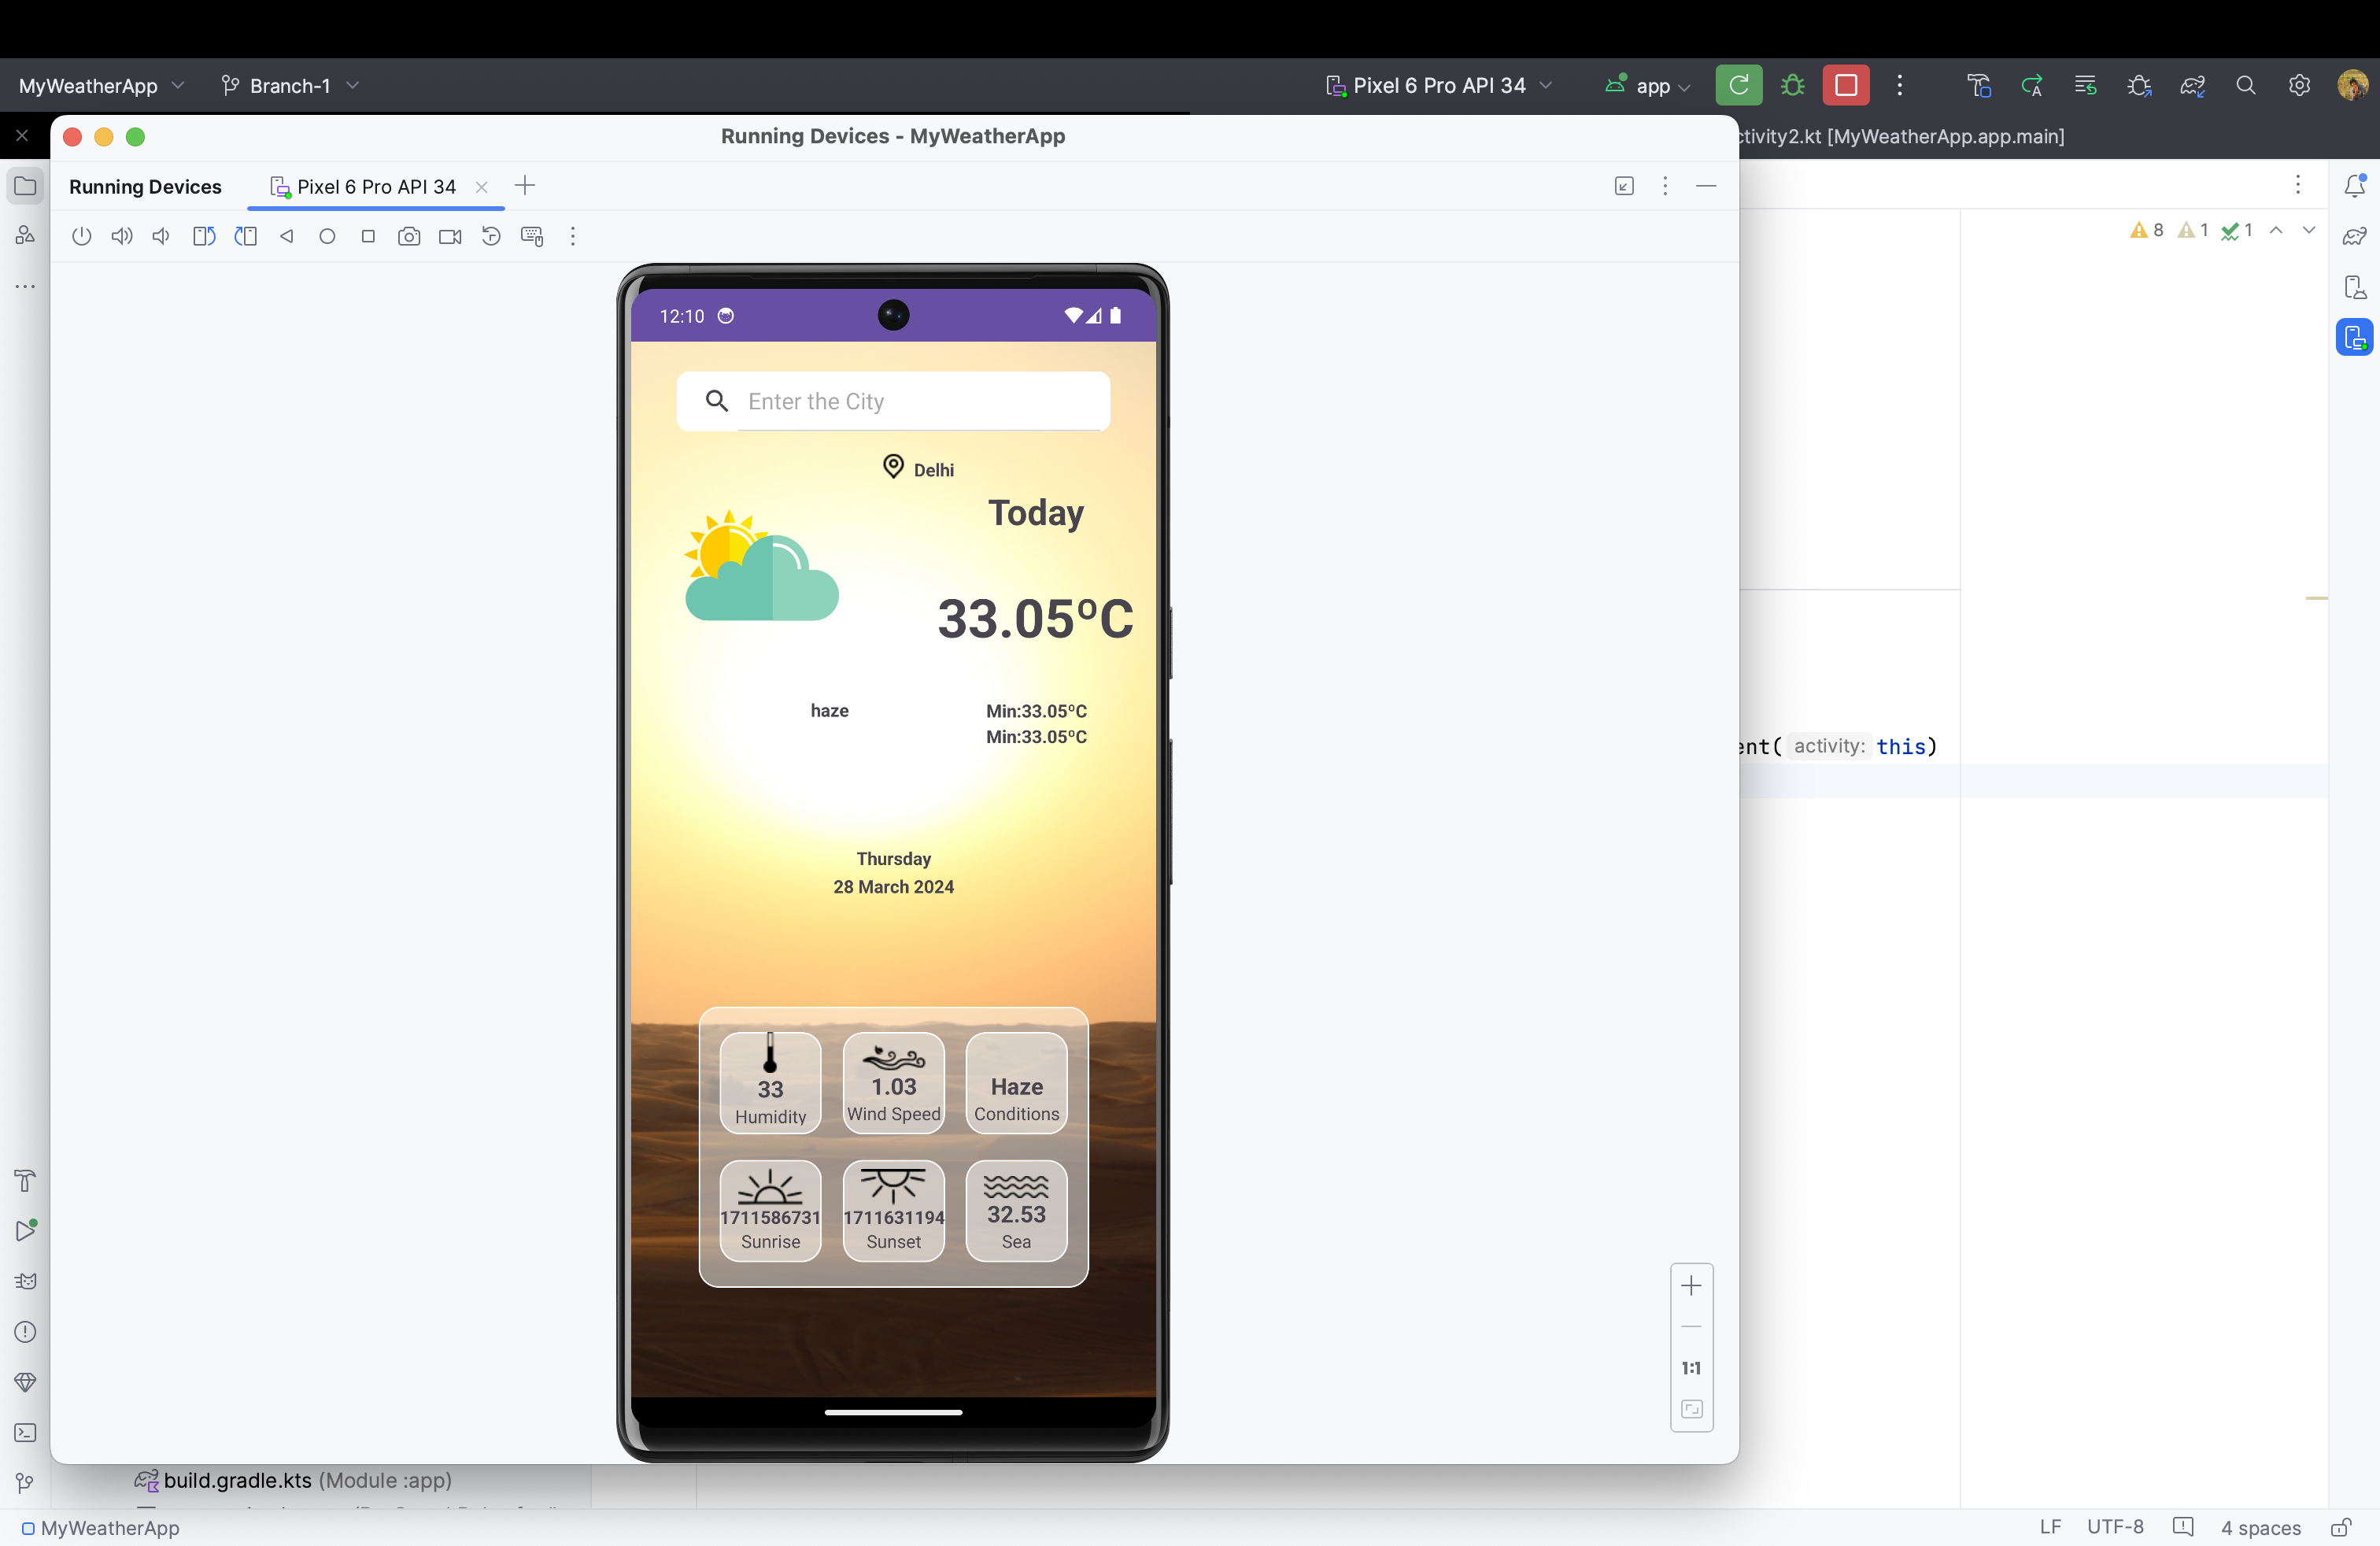 MyWeatherApp Branch-1 Pixel 6 Pro API 34 app
Running Devices - MyWeatherApp
ctivity2.kt [MyWeatherApp.app.main]
Running Devices Pixel 6 Pro API 34
8 1 1
12:10
Enter the City
Delhi
Today
33.05ºC
haze
Min:33.05ºC
Min:33.05ºC
ent( activity: this)
Thursday
28 March 2024
33
Humidity
1.03
Wind Speed
Haze
Conditions
1711586731
Sunrise
1711631194
Sunset
32.53
Sea
1:1
build.gradle.kts (Module :app)
MyWeatherApp
LF UTF-8 4 spaces